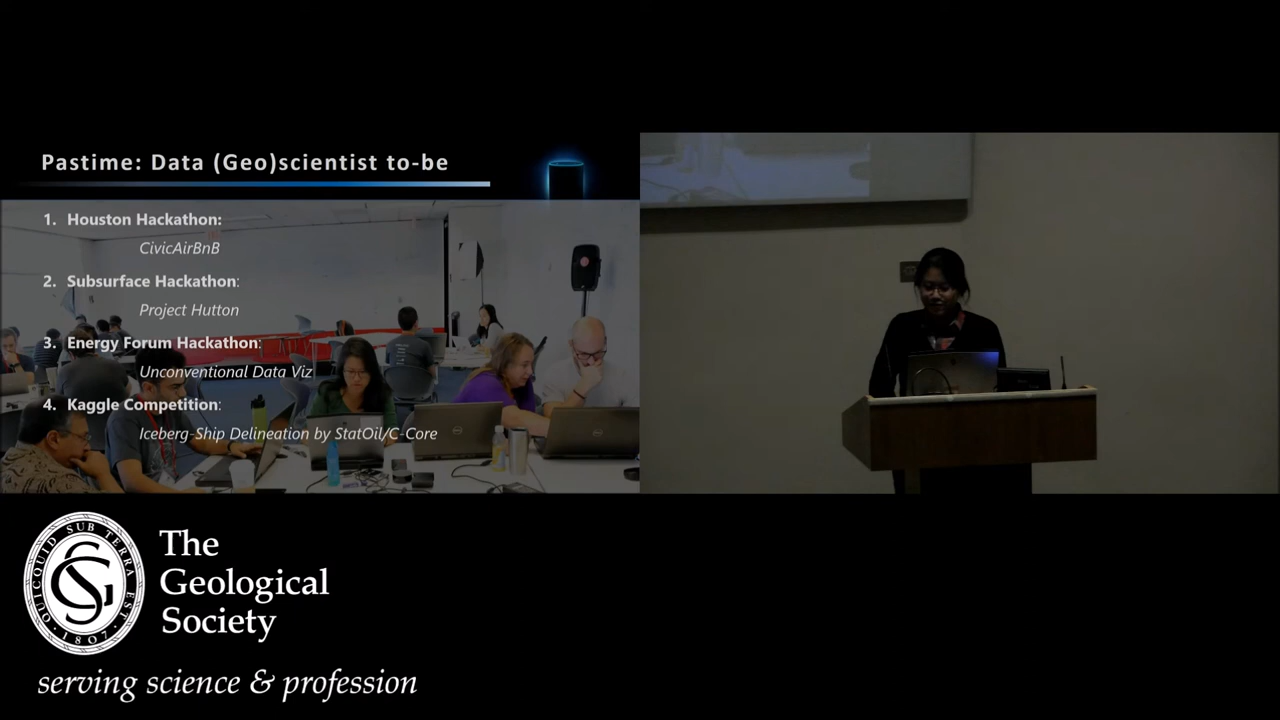 Pastime: Data (Geo)scientist to-be
1. Houston Hackathon:
CivicAirBnB
2. Subsurface Hackathon:
Project Hutton
3. Energy Forum Hackathon:
Unconventional Data Viz
4. Kaggle Competition:
Iceberg-Ship Delineation by StatOil/C-Core
QUICQUID SUB TERRA EST
·1807·
The
Geological
Society
serving science & profession